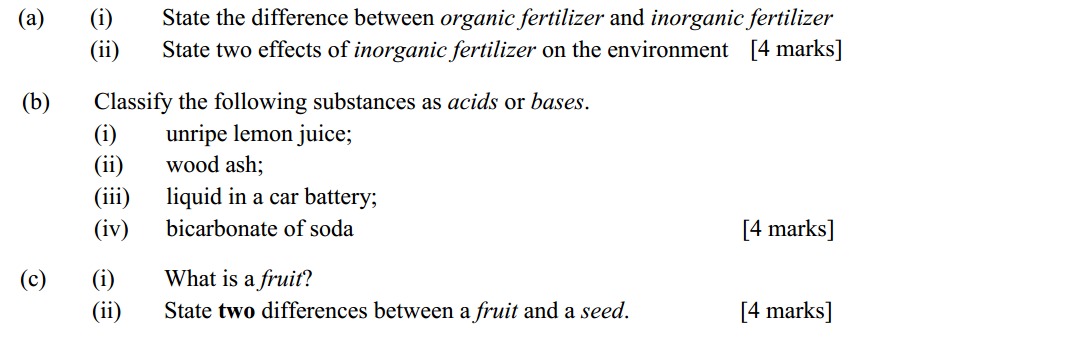 (a) (i) State the difference between organic fertilizer and inorganic fertilizer
(ii) State two effects of inorganic fertilizer on the environment [4 marks]
(b) Classify the following substances as acids or bases.
(i) unripe lemon juice;
(ii) wood ash;
(iii) liquid in a car battery;
(iv) bicarbonate of soda [4 marks]
(c) (i) What is a fruit?
(ii) State two differences between a fruit and a seed. [4 marks]